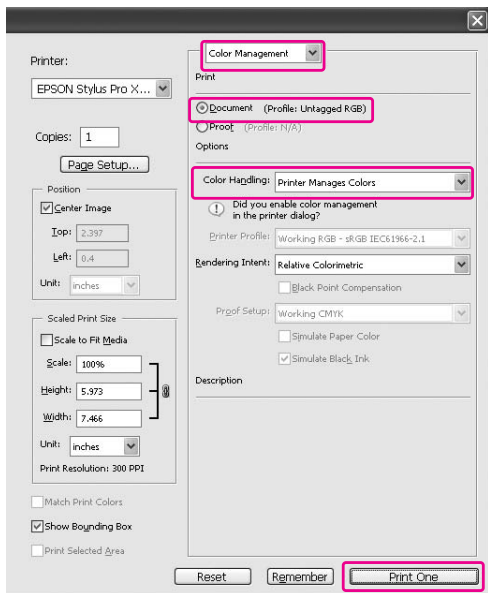 Printer:
EPSON Stylus Pro X...
Copies: 1
Page Setup...
Position
Center Image
Top: 2.397
Left: 0.4
Unit: inches
Scaled Print Size
Scale to Fit Media
Scale: 100%
Height: 5.973
Width: 7.466
Unit: inches
Print Resolution: 300 PPI
Match Print Colors
Show Bounding Box
Print Selected Area
Color Management
Print
Document (Profile: Untagged RGB)
Proof (Profile: N/A)
Options
Color Handling: Printer Manages Colors
Did you enable color management
in the printer dialog?
Printer Profile: Working RGB - sRGB IEC61966-2.1
Rendering Intent: Relative Colorimetric
Black Point Compensation
Proof Setup: Working CMYK
Simulate Paper Color
Simulate Black Ink
Description
Reset Remember Print One